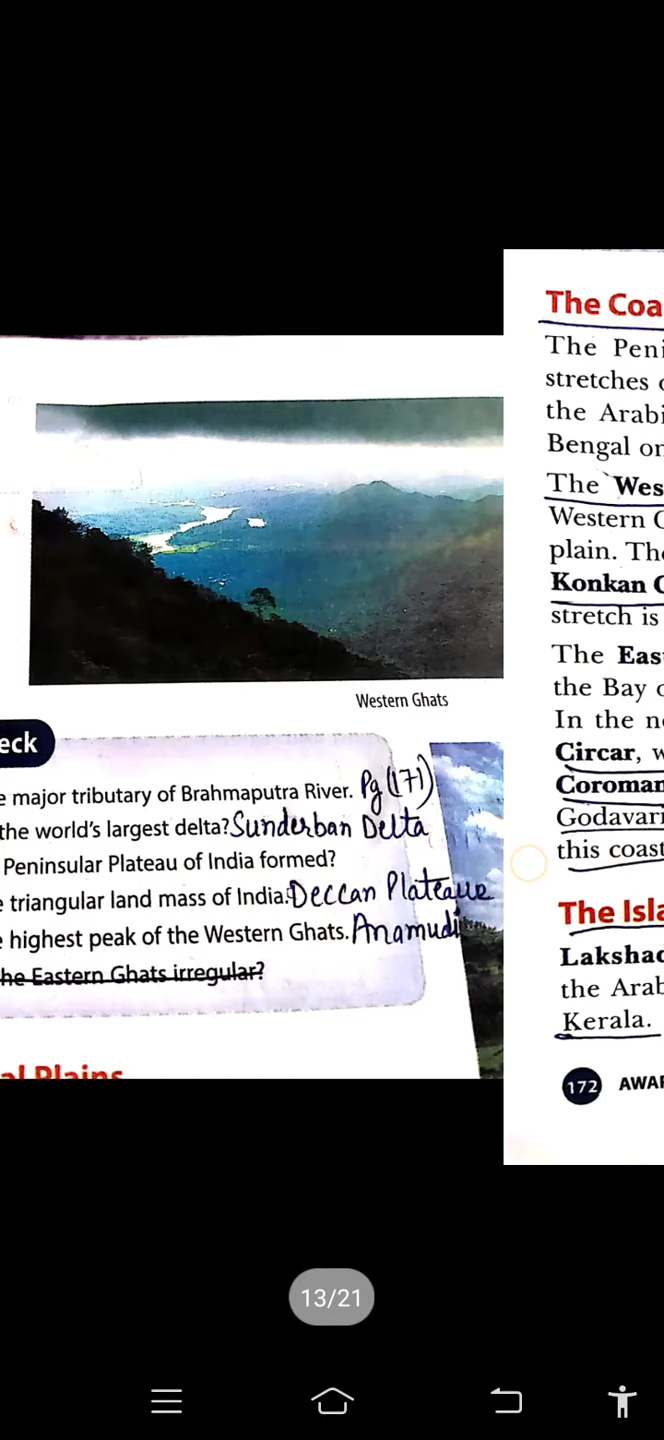 Western Ghats
eck
e major tributary of Brahmaputra River. Pg (171)
the world's largest delta? Sunderban Delta
Peninsular Plateau of India formed?
e triangular land mass of India. Deccan Plateaue
e highest peak of the Western Ghats. Anamudi
he Eastern Ghats irregular?
al Plains
The Coa
The Peni
stretches
the Arabi
Bengal on
The Wes
Western
plain. The
Konkan C
stretch is
The Eas
the Bay o
In the no
Circar, w
Coroman
Godavari
this coast
The Isla
Lakshad
the Arab
Kerala.
172 AWAR
13/21